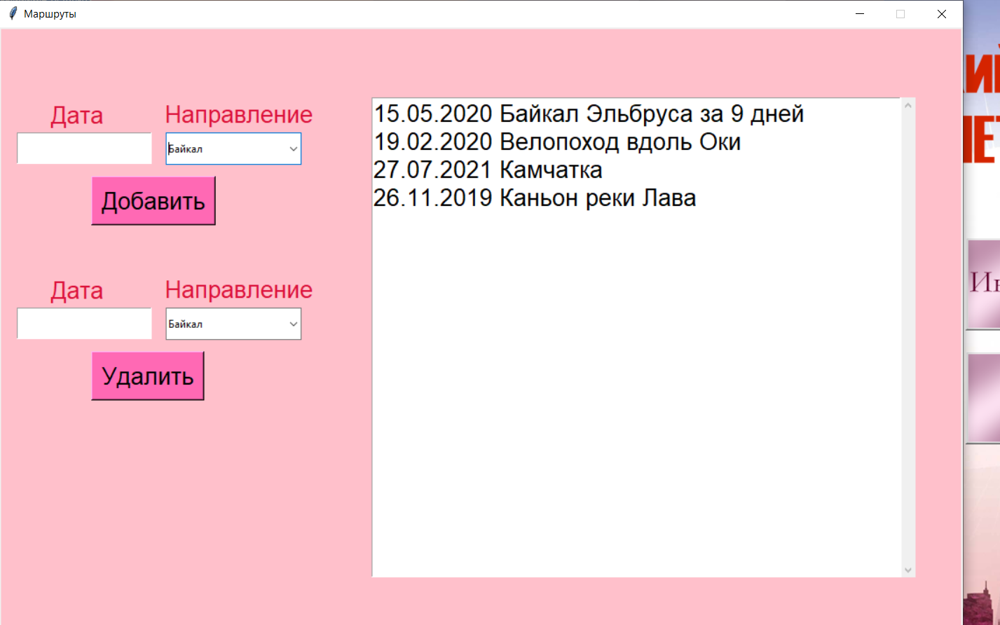 Маршруты
Дата Направление
Байкал
Добавить
Дата Направление
Байкал
Удалить
15.05.2020 Байкал Эльбруса за 9 дней
19.02.2020 Велопоход вдоль Оки
27.07.2021 Камчатка
26.11.2019 Каньон реки Лава